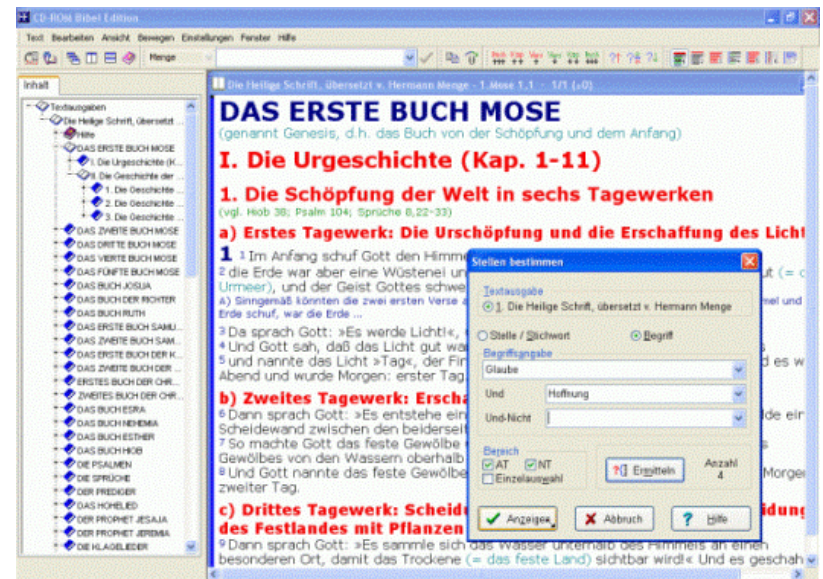 CD-ROM Bibel Edition
Text Bearbeiten Ansicht Bewegen Einstellungen Fenster Hilfe
Menge
Inhalt
Textausgaben
Die Heilige Schrift, übersetzt ...
Hilfe
DAS ERSTE BUCH MOSE
I. Die Urgeschichte (K...
II. Die Geschichte der ...
1. Die Geschichte ...
2. Die Geschichte ...
3. Die Geschichte ...
DAS ZWEITE BUCH MOSE
DAS DRITTE BUCH MOSE
DAS VIERTE BUCH MOSE
DAS FÜNFTE BUCH MOSE
DAS BUCH JOSUA
DAS BUCH DER RICHTER
DAS BUCH RUTH
DAS ERSTE BUCH SAMU...
DAS ZWEITE BUCH SAM...
DAS ERSTE BUCH DER K...
DAS ZWEITE BUCH DER ...
ERSTES BUCH DER CHR...
ZWEITES BUCH DER CHR...
DAS BUCH ESRA
DAS BUCH NEHEMIA
DAS BUCH ESTHER
DAS BUCH HIOB
DIE PSALMEN
DIE SPRÜCHE
DER PREDIGER
DAS HOHELIED
DER PROPHET JESAJA
DER PROPHET JEREMIA
DIE KLAGELIEDER
Die Heilige Schrift, übersetzt v. Hermann Menge - 1.Mose 1,1 - 1/1 (±0)
DAS ERSTE BUCH MOSE
(genannt Genesis, d.h. das Buch von der Schöpfung und dem Anfang)
I. Die Urgeschichte (Kap. 1-11)
1. Die Schöpfung der Welt in sechs Tagewerken
(vgl. Hiob 38; Psalm 104; Sprüche 8,22-33)
a) Erstes Tagewerk: Die Urschöpfung und die Erschaffung des Licht
1 1 Im Anfang schuf Gott den Himme
2 die Erde war aber eine Wüstenei un
ut (= d
Urmeer), und der Geist Gottes schwe
A) Sinngemäß könnten die zwei ersten Verse a
mel und
Erde schuf, war die Erde ...
3 Da sprach Gott: »Es werde Licht!«,
4 Und Gott sah, daß das Licht gut wa
5 und nannte das Licht »Tag«, der Fin
d es w
Abend und wurde Morgen: erster Tag.
b) Zweites Tagewerk: Erscha
6 Dann sprach Gott: »Es entstehe ein
lde ein
Scheidewand zwischen den beiderseit
7 So machte Gott das feste Gewölbe
Gewölbes von den Wassern oberhalb
8 Und Gott nannte das feste Gewölbe
Morgen
zweiter Tag.
c) Drittes Tagewerk: Scheidu
idung
des Festlandes mit Pflanzen
9 Dann sprach Gott: »Es sammle sich das Wasser unterhalb des Himmels an einen
besonderen Ort, damit das Trockene (= das feste Land) sichtbar wird!« Und es geschah
Stellen bestimmen
Textausgabe
1. Die Heilige Schrift, übersetzt v. Hermann Menge
Stelle / Stichwort
Begriff
Begriffsangabe
Glaube
Und
Hoffnung
Und-Nicht
Bereich
AT
NT
Einzelauswahl
Ermitteln
Anzahl
4
Anzeigen
Abbruch
Hilfe